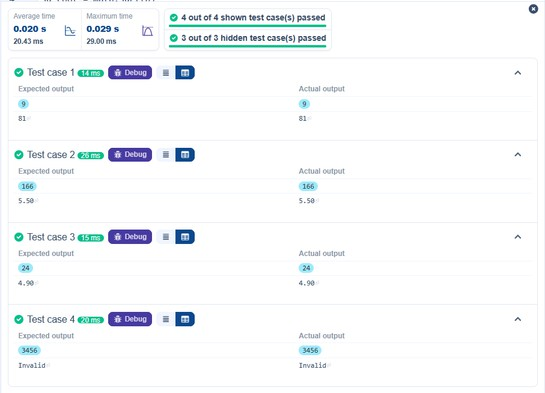 Average time
0.020 s
20.43 ms
Maximum time
0.029 s
29.00 ms
4 out of 4 shown test case(s) passed
3 out of 3 hidden test case(s) passed
Test case 1 14 ms Debug
Expected output Actual output
9 9
81 81
Test case 2 26 ms Debug
Expected output Actual output
166 166
5.50 5.50
Test case 3 15 ms Debug
Expected output Actual output
24 24
4.90 4.90
Test case 4 20 ms Debug
Expected output Actual output
3456 3456
Invalid Invalid